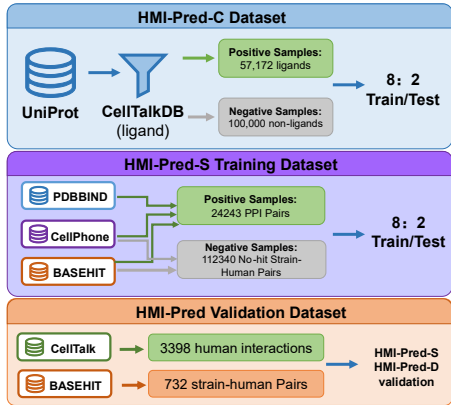 HMI-Pred-C Dataset
UniProt
CellTalkDB
(ligand)
Positive Samples:
57,172 ligands
Negative Samples:
100,000 non-ligands
8：2
Train/Test
HMI-Pred-S Training Dataset
PDBBIND
CellPhone
BASEHIT
Positive Samples:
24243 PPI Pairs
Negative Samples:
112340 No-hit Strain-
Human Pairs
8：2
Train/Test
HMI-Pred Validation Dataset
CellTalk
3398 human interactions
BASEHIT
732 strain-human Pairs
HMI-Pred-S
HMI-Pred-D
validation